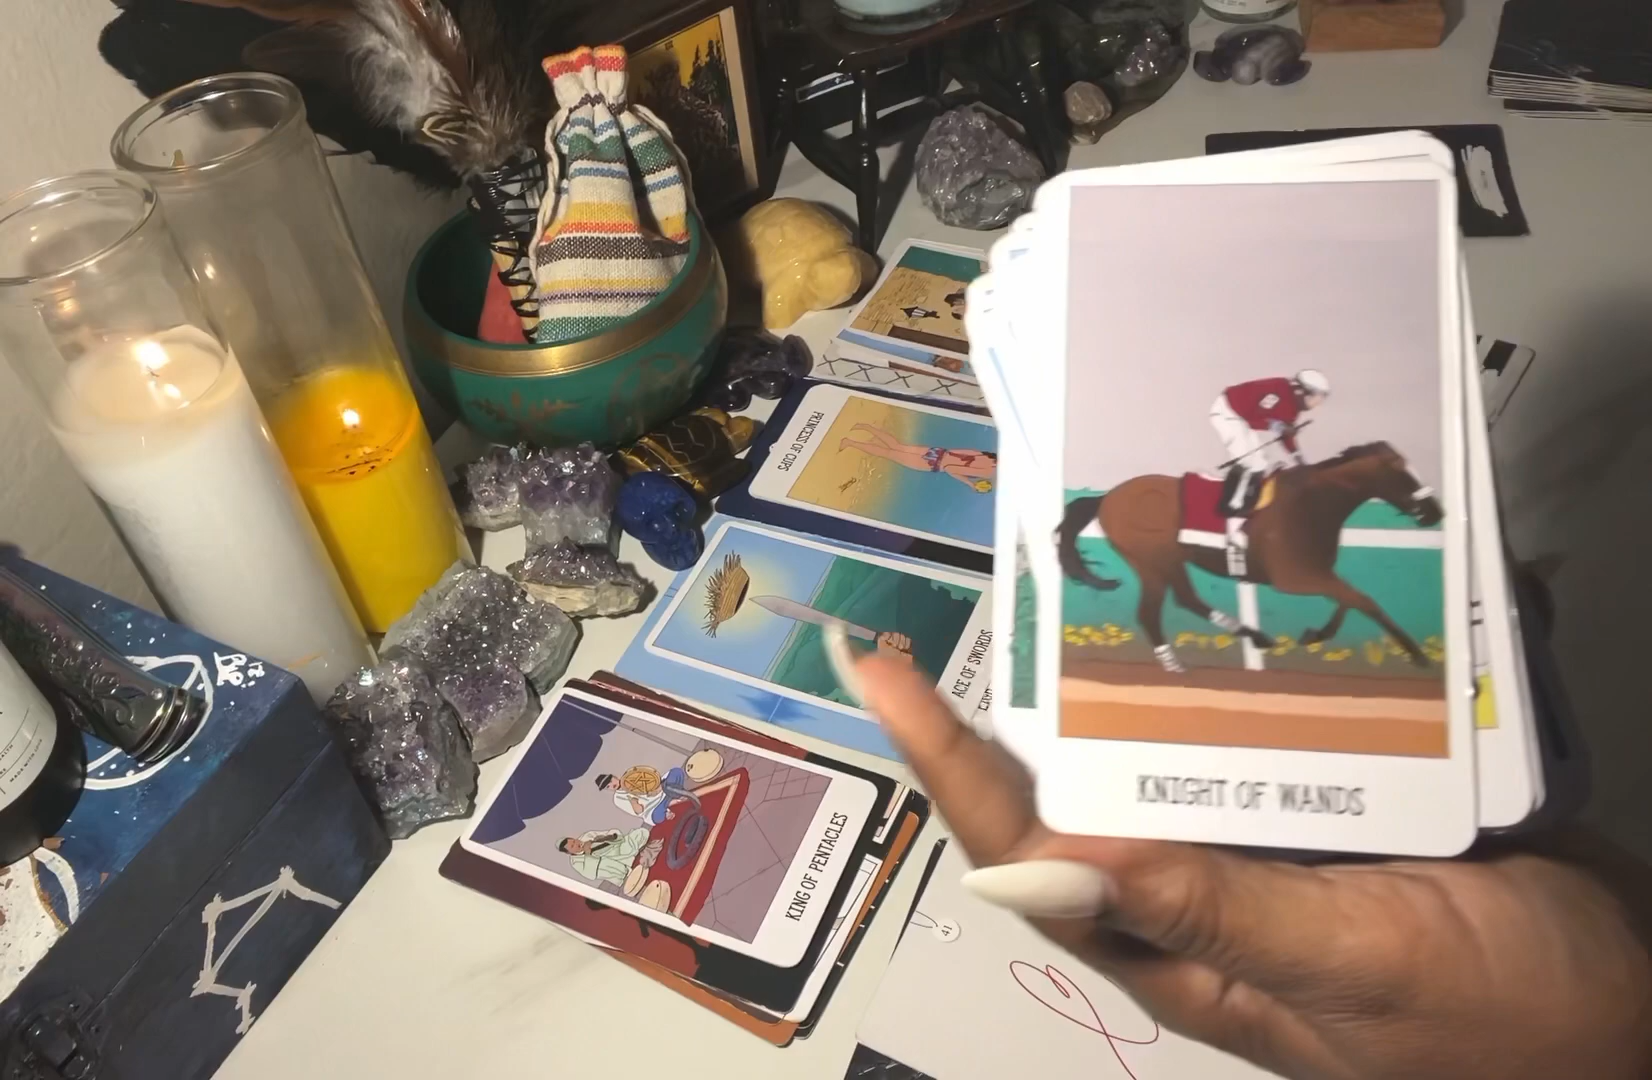 PRINCESS OF CUPS
ACE OF SWORDS
KNIGHT OF WANDS
KING OF PENTACLES
41